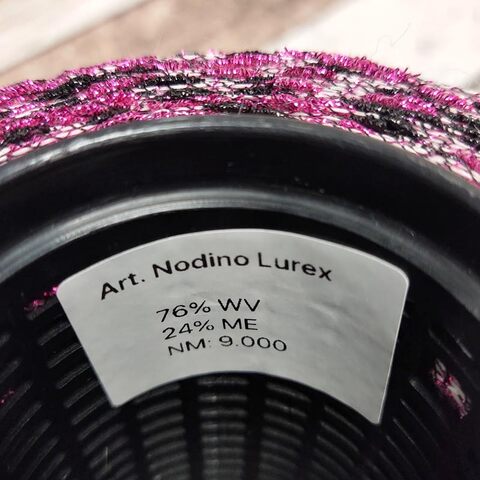 Art. Nodino Lurex
76% WV
24% ME
NM: 9.000